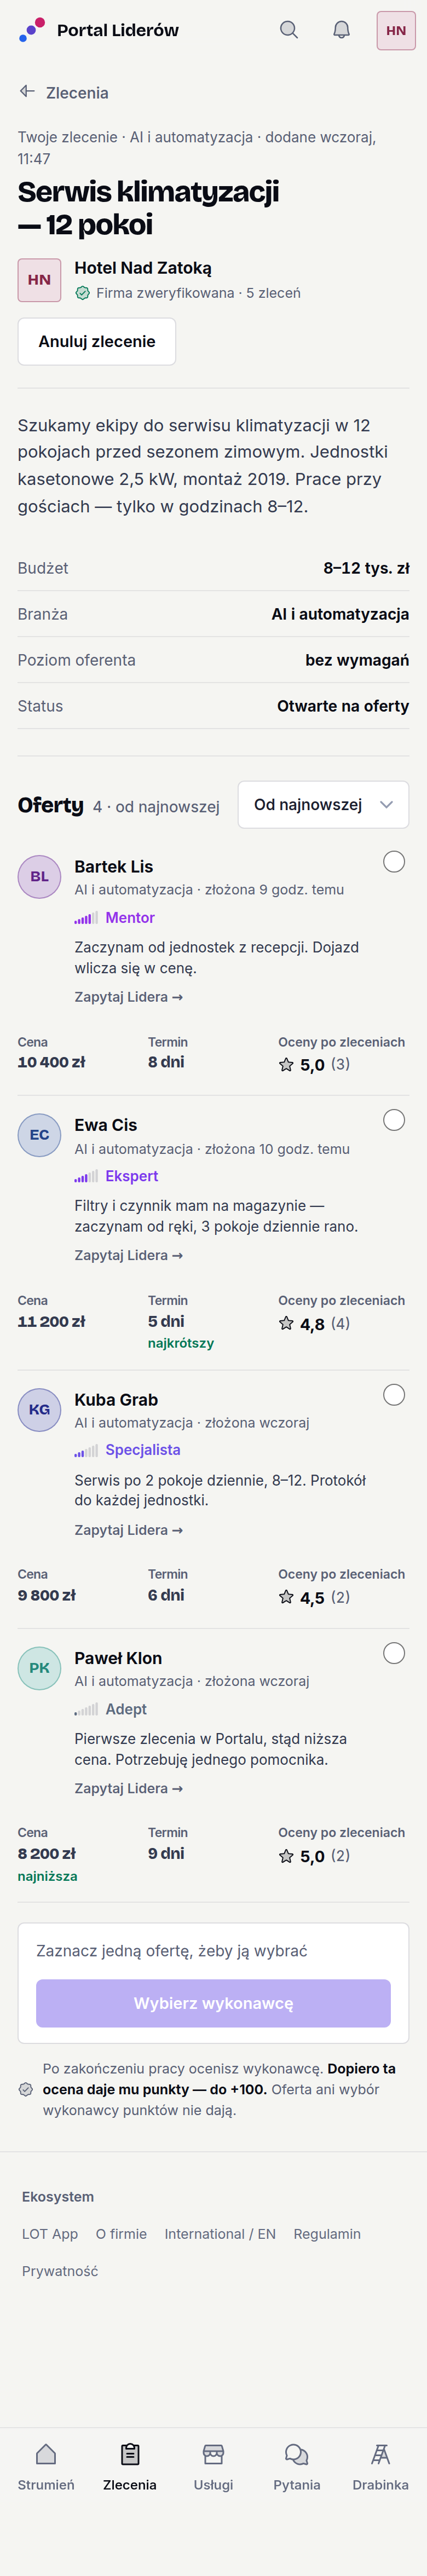 Portal Liderów
HN
Zlecenia
Twoje zlecenie · AI i automatyzacja · dodane wczoraj,
11:47
Serwis klimatyzacji
— 12 pokoi
HN
Hotel Nad Zatoką
Firma zweryfikowana · 5 zleceń
Anuluj zlecenie
Szukamy ekipy do serwisu klimatyzacji w 12
pokojach przed sezonem zimowym. Jednostki
kasetonowe 2,5 kW, montaż 2019. Prace przy
gościach — tylko w godzinach 8–12.
Budżet 8–12 tys. zł
Branża AI i automatyzacja
Poziom oferenta bez wymagań
Status Otwarte na oferty
Oferty 4 · od najnowszej Od najnowszej
BL
Bartek Lis
AI i automatyzacja · złożona 9 godz. temu
Mentor
Zaczynam od jednostek z recepcji. Dojazd
wlicza się w cenę.
Zapytaj Lidera →
Cena Termin Oceny po zleceniach
10 400 zł 8 dni 5,0 (3)
EC
Ewa Cis
AI i automatyzacja · złożona 10 godz. temu
Ekspert
Filtry i czynnik mam na magazynie —
zaczynam od ręki, 3 pokoje dziennie rano.
Zapytaj Lidera →
Cena Termin Oceny po zleceniach
11 200 zł 5 dni 4,8 (4)
najkrótszy
KG
Kuba Grab
AI i automatyzacja · złożona wczoraj
Specjalista
Serwis po 2 pokoje dziennie, 8–12. Protokół
do każdej jednostki.
Zapytaj Lidera →
Cena Termin Oceny po zleceniach
9 800 zł 6 dni 4,5 (2)
PK
Paweł Klon
AI i automatyzacja · złożona wczoraj
Adept
Pierwsze zlecenia w Portalu, stąd niższa
cena. Potrzebuję jednego pomocnika.
Zapytaj Lidera →
Cena Termin Oceny po zleceniach
8 200 zł 9 dni 5,0 (2)
najniższa
Zaznacz jedną ofertę, żeby ją wybrać
Wybierz wykonawcę
Po zakończeniu pracy ocenisz wykonawcę. Dopiero ta
ocena daje mu punkty — do +100. Oferta ani wybór
wykonawcy punktów nie dają.
Ekosystem
LOT App O firmie International / EN Regulamin
Prywatność
Strumień Zlecenia Usługi Pytania Drabinka